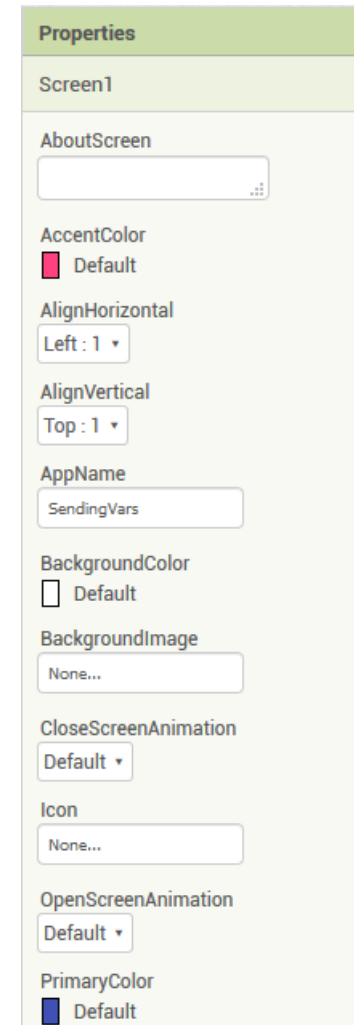 Properties
Screen1
AboutScreen
AccentColor
Default
AlignHorizontal
Left : 1
AlignVertical
Top : 1
AppName
SendingVars
BackgroundColor
Default
BackgroundImage
None...
CloseScreenAnimation
Default
Icon
None...
OpenScreenAnimation
Default
PrimaryColor
Default